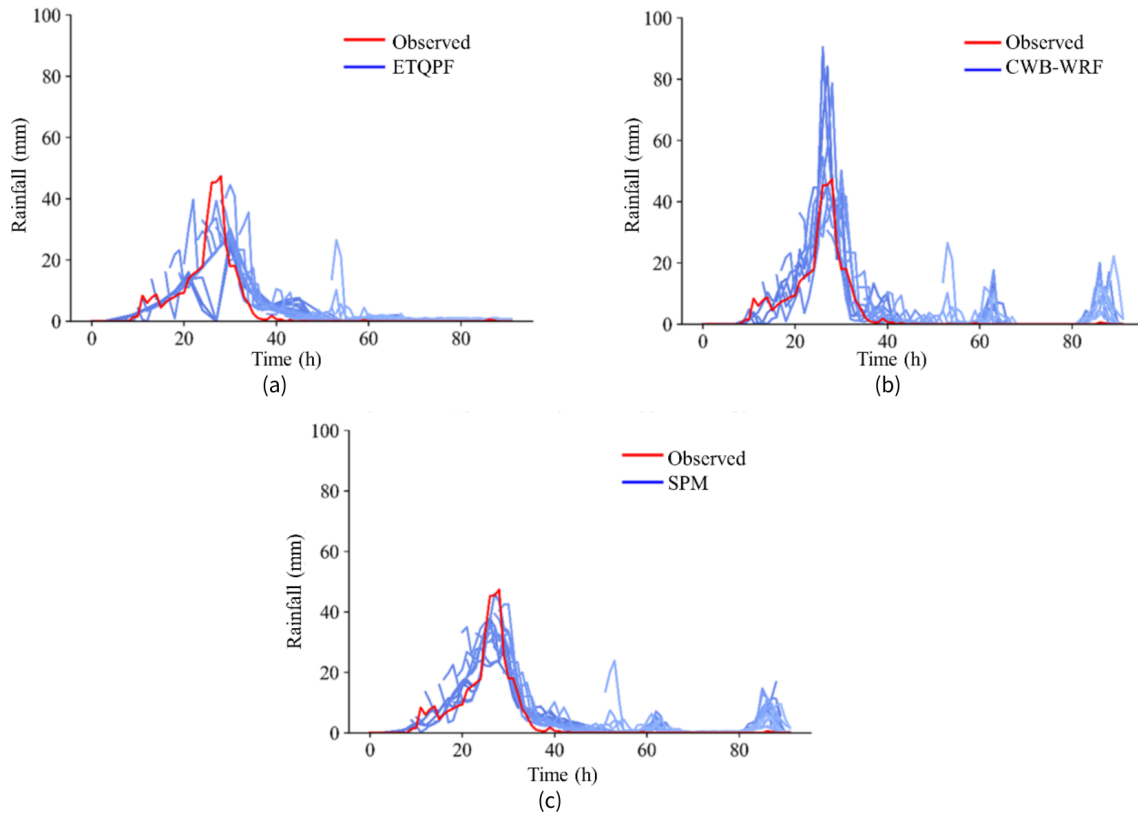 100
80
60
40
20
0
Rainfall (mm)
Observed
ETQPF
0 20 40 60 80
Time (h)
(a)
100
80
60
40
20
0
Rainfall (mm)
Observed
CWB-WRF
0 20 40 60 80
Time (h)
(b)
100
80
60
40
20
0
Rainfall (mm)
Observed
SPM
0 20 40 60 80
Time (h)
(c)